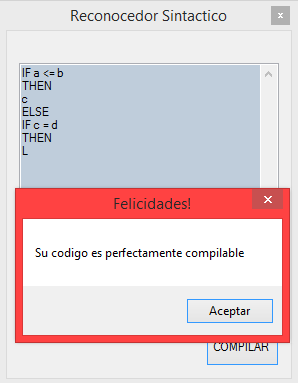 Reconocedor Sintactico
IF a <= b
THEN
c
ELSE
IF c = d
THEN
L
Felicidades!
Su codigo es perfectamente compilable
Aceptar
COMPILAR